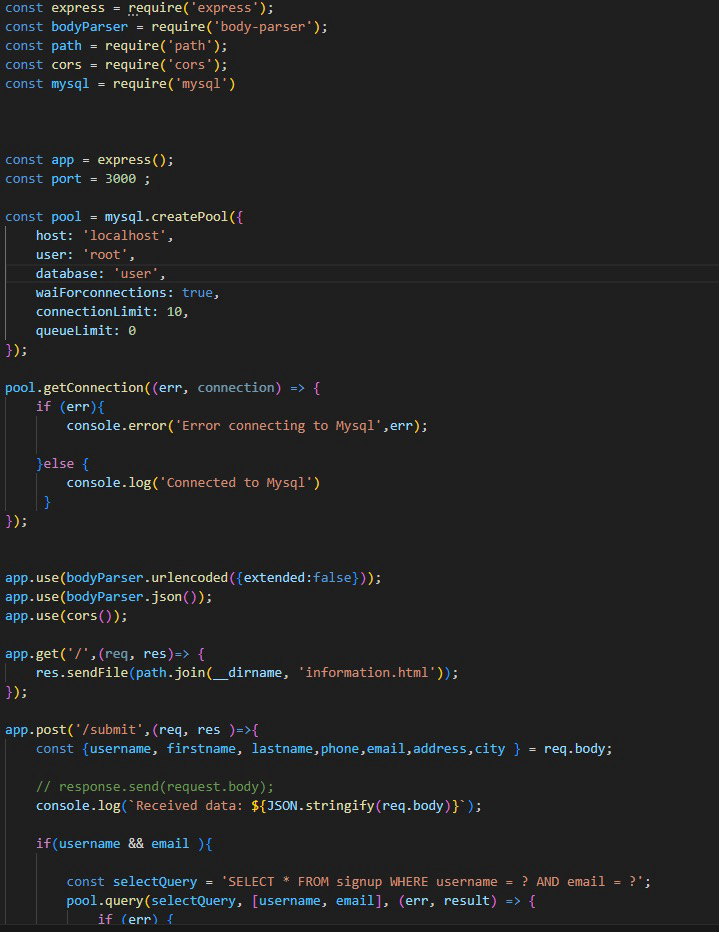 const express = require('express');
const bodyParser = require('body-parser');
const path = require('path');
const cors = require('cors');
const mysql = require('mysql')
const app = express();
const port = 3000 ;
const pool = mysql.createPool({
    host: 'localhost',
    user: 'root',
    database: 'user',
    waiForconnections: true,
    connectionLimit: 10,
    queueLimit: 0
});
pool.getConnection((err, connection) => {
    if (err){
        console.error('Error connecting to Mysql',err);
    }else {
        console.log('Connected to Mysql')
     }
});
app.use(bodyParser.urlencoded({extended:false}));
app.use(bodyParser.json());
app.use(cors());
app.get('/',(req, res)=> {
    res.sendFile(path.join(__dirname, 'information.html'));
});
app.post('/submit',(req, res )=>{
    const {username, firstname, lastname,phone,email,address,city } = req.body;
    // response.send(request.body);
    console.log(`Received data: ${JSON.stringify(req.body)}`);
    if(username && email ){
        const selectQuery = 'SELECT * FROM signup WHERE username = ? AND email = ?';
        pool.query(selectQuery, [username, email], (err, result) => {
            if (err) {